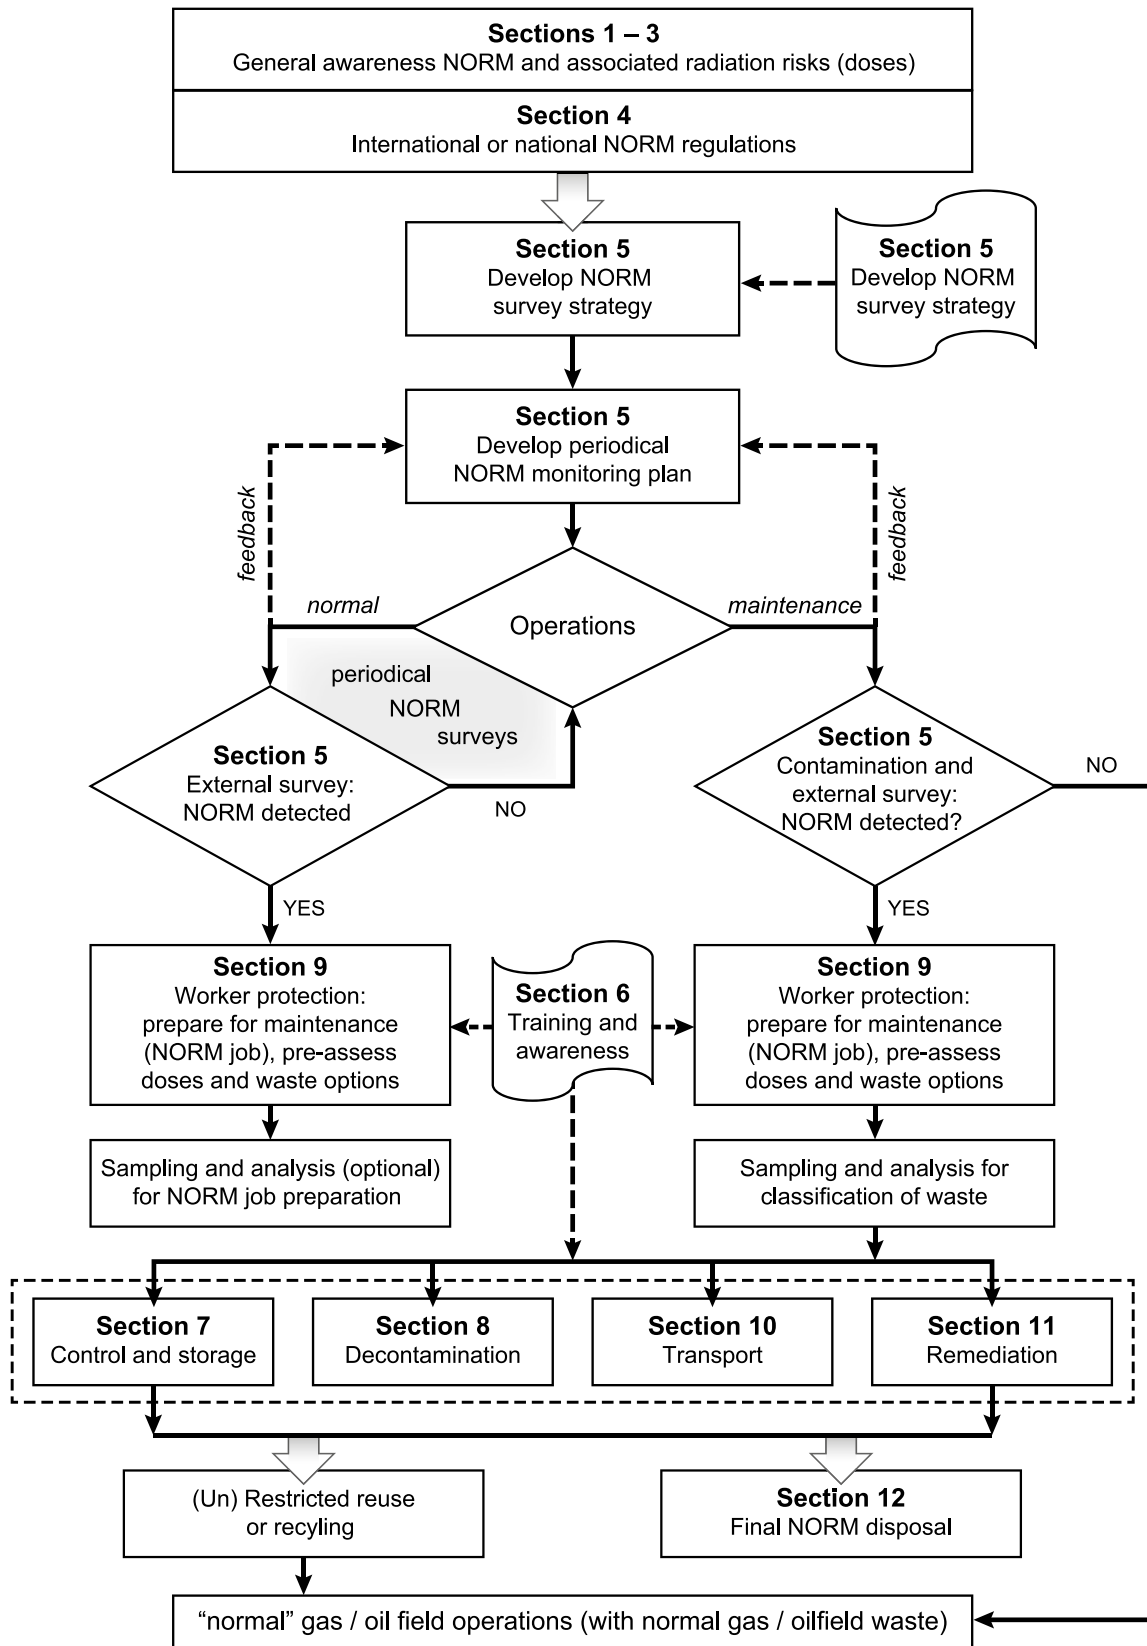 Sections 1 – 3
General awareness NORM and associated radiation risks (doses)
Section 4
International or national NORM regulations
Section 5
Develop NORM
survey strategy
Section 5
Develop NORM
survey strategy
Section 5
Develop periodical
NORM monitoring plan
feedback
feedback
normal
maintenance
Operations
periodical
NORM
surveys
Section 5
External survey:
NORM detected
NO
Section 5
Contamination and
external survey:
NORM detected?
NO
YES
YES
Section 9
Worker protection:
prepare for maintenance
(NORM job), pre-assess
doses and waste options
Section 6
Training and
awareness
Section 9
Worker protection:
prepare for maintenance
(NORM job), pre-assess
doses and waste options
Sampling and analysis (optional)
for NORM job preparation
Sampling and analysis for
classification of waste
Section 7
Control and storage
Section 8
Decontamination
Section 10
Transport
Section 11
Remediation
(Un) Restricted reuse
or recyling
Section 12
Final NORM disposal
“normal” gas / oil field operations (with normal gas / oilfield waste)